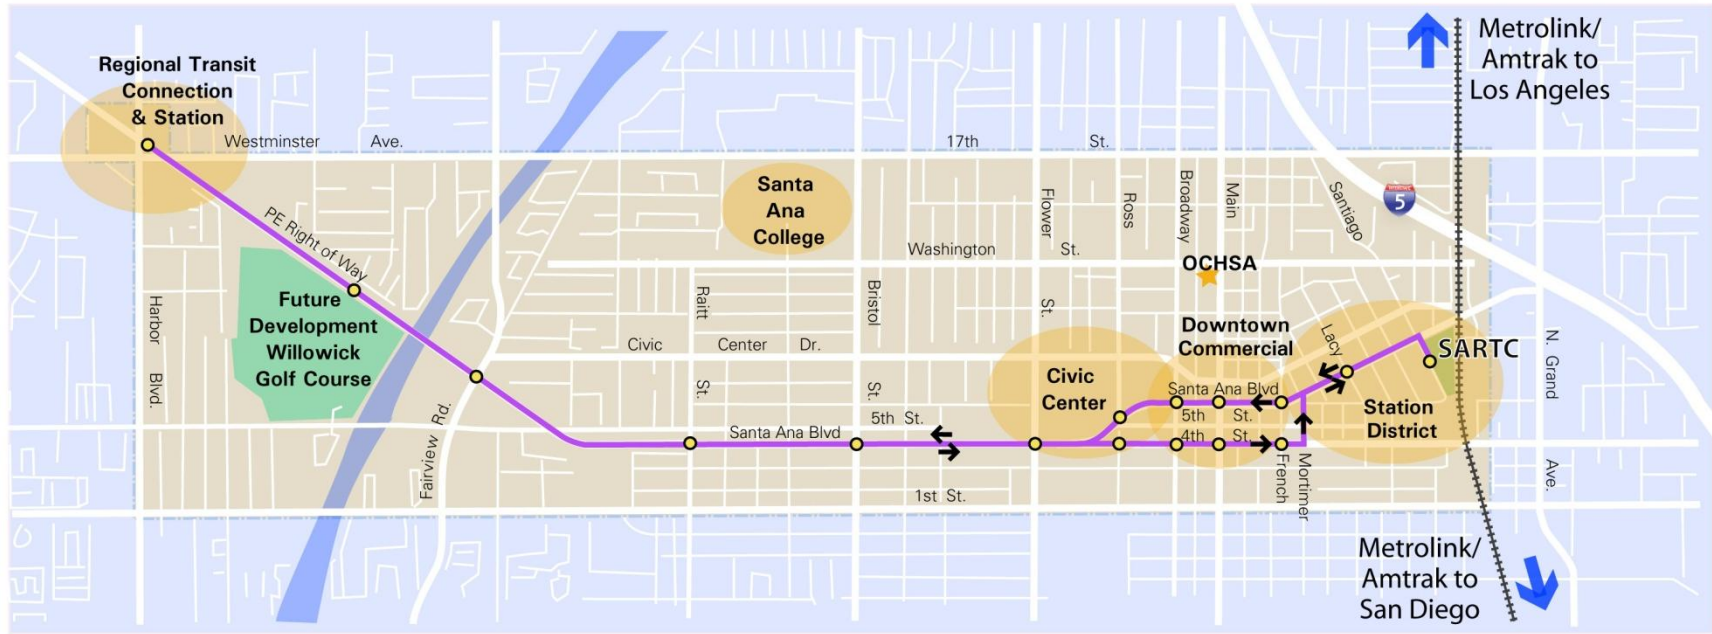 Regional Transit
Connection
& Station
Westminster Ave.
17th St.
PE Right of Way
Harbor Blvd.
Future
Development
Willowick
Golf Course
Fairview Rd.
Santa
Ana
College
Washington St.
Raitt St.
Bristol St.
Flower St.
Ross
Broadway
Main
Santiago
INTERSTATE
5
OCHSA
Civic Center Dr.
Santa Ana Blvd
5th St.
Civic
Center
Downtown
Commercial
Santa Ana Blvd
5th St.
4th St.
1st St.
French
Mortimer
Lacy
SARTC
Station
District
N. Grand Ave.
Metrolink/
Amtrak to
Los Angeles
Metrolink/
Amtrak to
San Diego